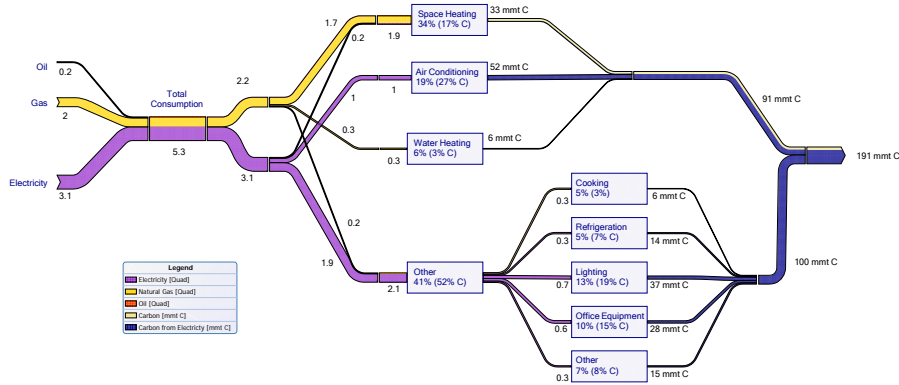 Oil
0.2
Gas
2
Electricity
3.1
Total
Consumption
5.3
2.2
3.1
1.7
0.2
1.9
1
1
0.3
0.3
0.2
1.9
2.1
Space Heating
34% (17% C)
33 mmt C
Air Conditioning
19% (27% C)
52 mmt C
Water Heating
6% (3% C)
6 mmt C
Other
41% (52% C)
Cooking
5% (3%)
0.3
6 mmt C
Refrigeration
5% (7% C)
0.3
14 mmt C
Lighting
13% (19% C)
0.7
37 mmt C
Office Equipment
10% (15% C)
0.6
28 mmt C
Other
7% (8% C)
0.3
15 mmt C
91 mmt C
191 mmt C
100 mmt C
Legend
Electricity [Quad]
Natural Gas [Quad]
Oil [Quad]
Carbon [mmt C]
Carbon from Electricity [mmt C]